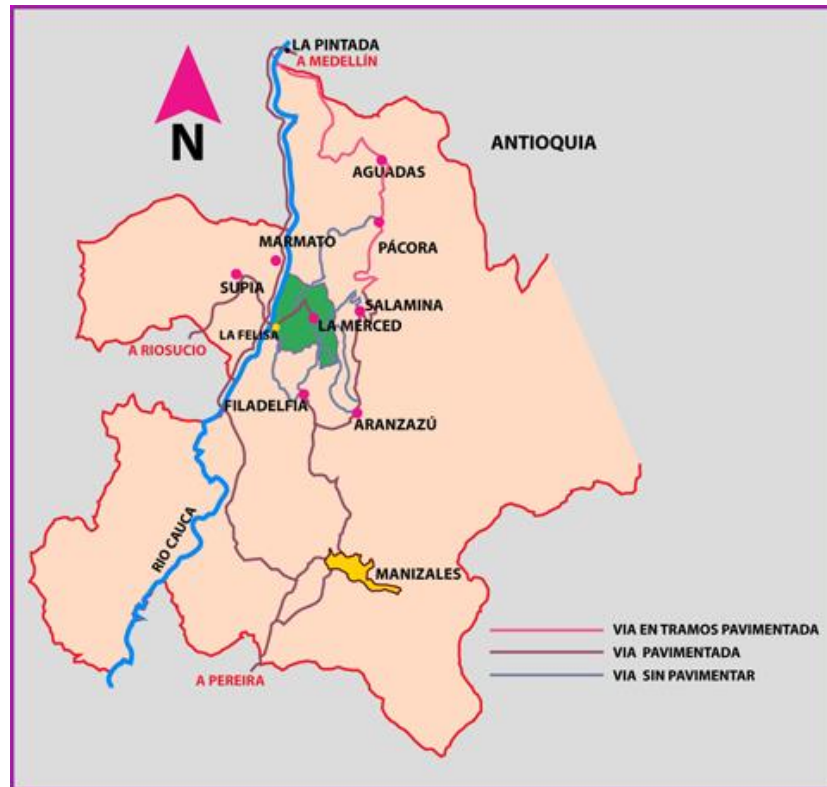 LA PINTADA
A MEDELLÍN
N
ANTIOQUIA
AGUADAS
MARMATO
PÁCORA
SUPIA
SALAMINA
LA MERCED
LA FELISA
A RIOSUCIO
FILADELFIA
ARANZAZÚ
RIO CAUCA
MANIZALES
VIA EN TRAMOS PAVIMENTADA
VIA PAVIMENTADA
VIA SIN PAVIMENTAR
A PEREIRA